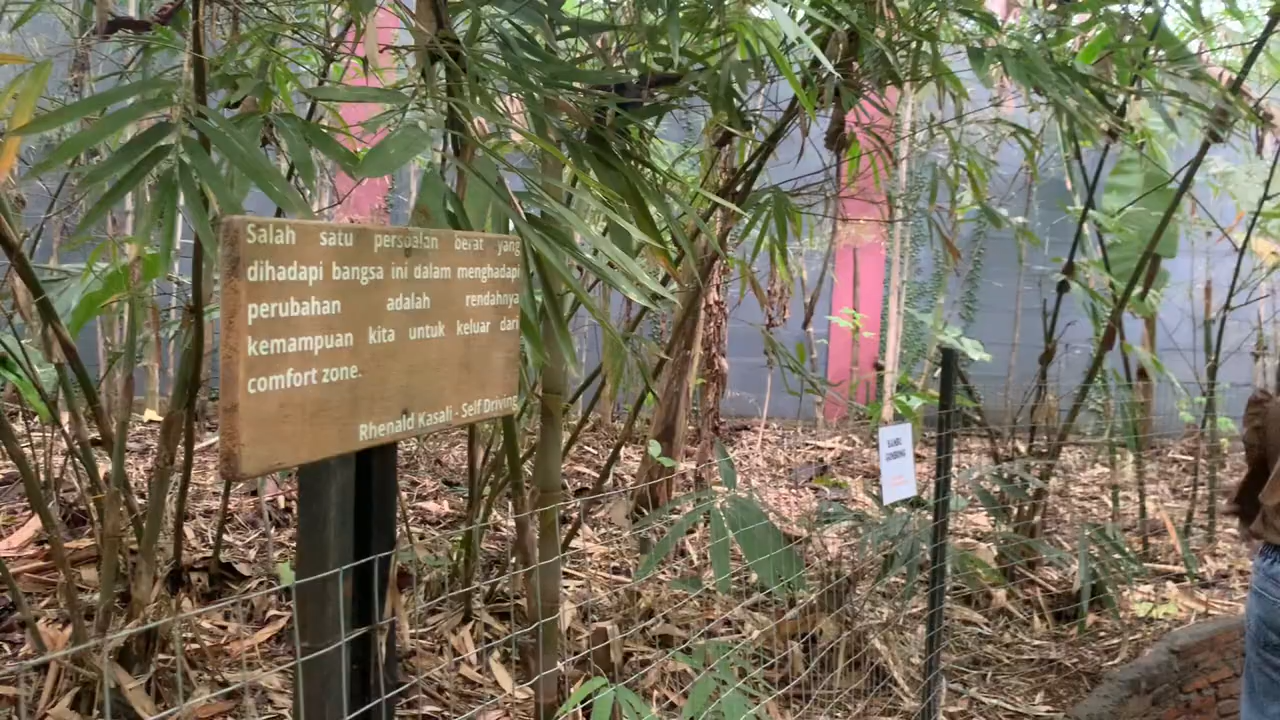 Salah satu persoalan berat yang
dihadapi bangsa ini dalam menghadapi
perubahan adalah rendahnya
kemampuan kita untuk keluar dari
comfort zone.
Rhenald Kasali - Self Driving
BAMBU